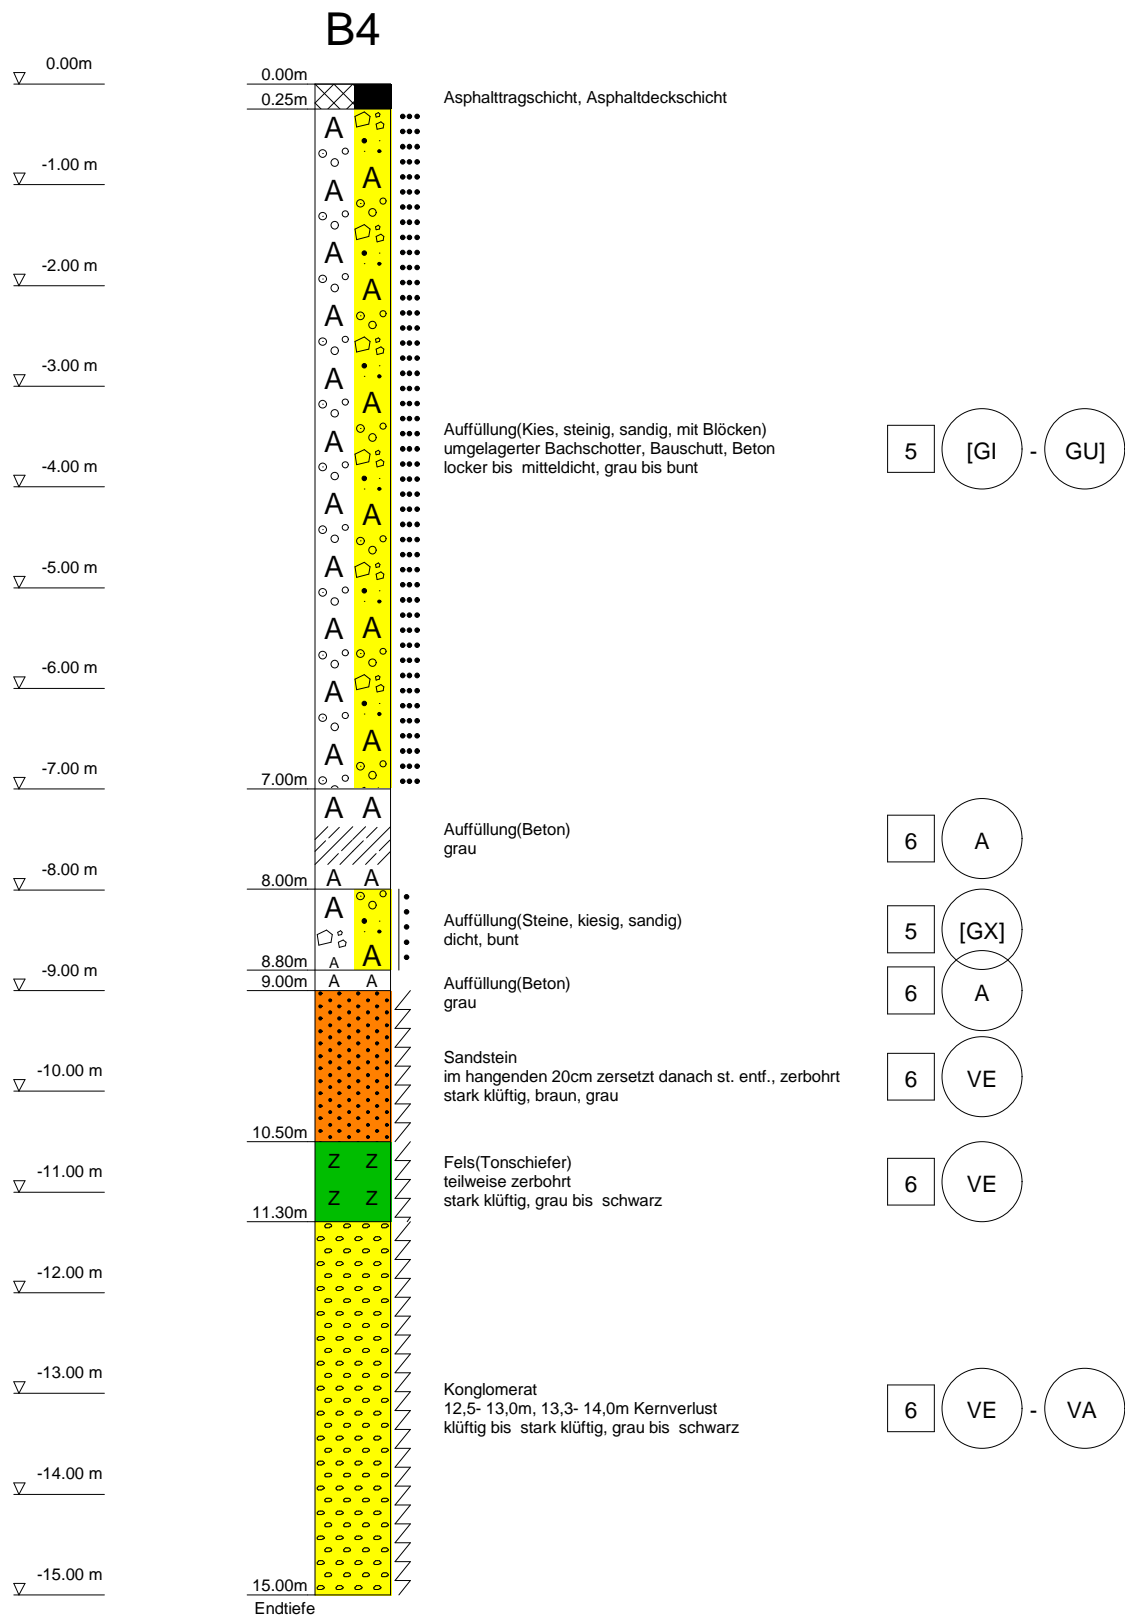 B4
0.00m
0.00m
0.25m
Asphalttragschicht, Asphaltdeckschicht
A
A
-1.00 m
A
A
-2.00 m
A
A
A
-3.00 m
A
A
Auffüllung(Kies, steinig, sandig, mit Blöcken)
umgelagerter Bachschotter, Bauschutt, Beton
locker bis mitteldicht, grau bis bunt
5 [GI - GU]
A
-4.00 m
A
A
-5.00 m
A
A A
-6.00 m
A
A
A
-7.00 m
7.00m
A A
Auffüllung(Beton)
grau
6 A
-8.00 m
A A
8.00m
A
Auffüllung(Steine, kiesig, sandig)
dicht, bunt
5 [GX]
A
A
8.80m
-9.00 m
9.00m
A A
Auffüllung(Beton)
grau
6 A
Sandstein
im hangenden 20cm zersetzt danach st. entf., zerbohrt
stark klüftig, braun, grau
6 VE
-10.00 m
10.50m
Z Z
Z Z
Fels(Tonschiefer)
teilweise zerbohrt
stark klüftig, grau bis schwarz
6 VE
-11.00 m
11.30m
-12.00 m
-13.00 m
Konglomerat
12,5- 13,0m, 13,3- 14,0m Kernverlust
klüftig bis stark klüftig, grau bis schwarz
6 VE - VA
-14.00 m
-15.00 m
15.00m
Endtiefe